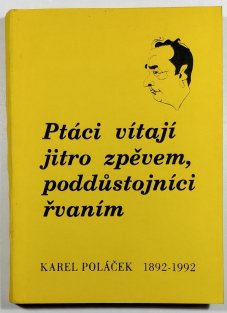 Ptáci vítají
jitro zpěvem,
poddůstojníci
řvaním
KAREL POLÁČEK 1892-1992